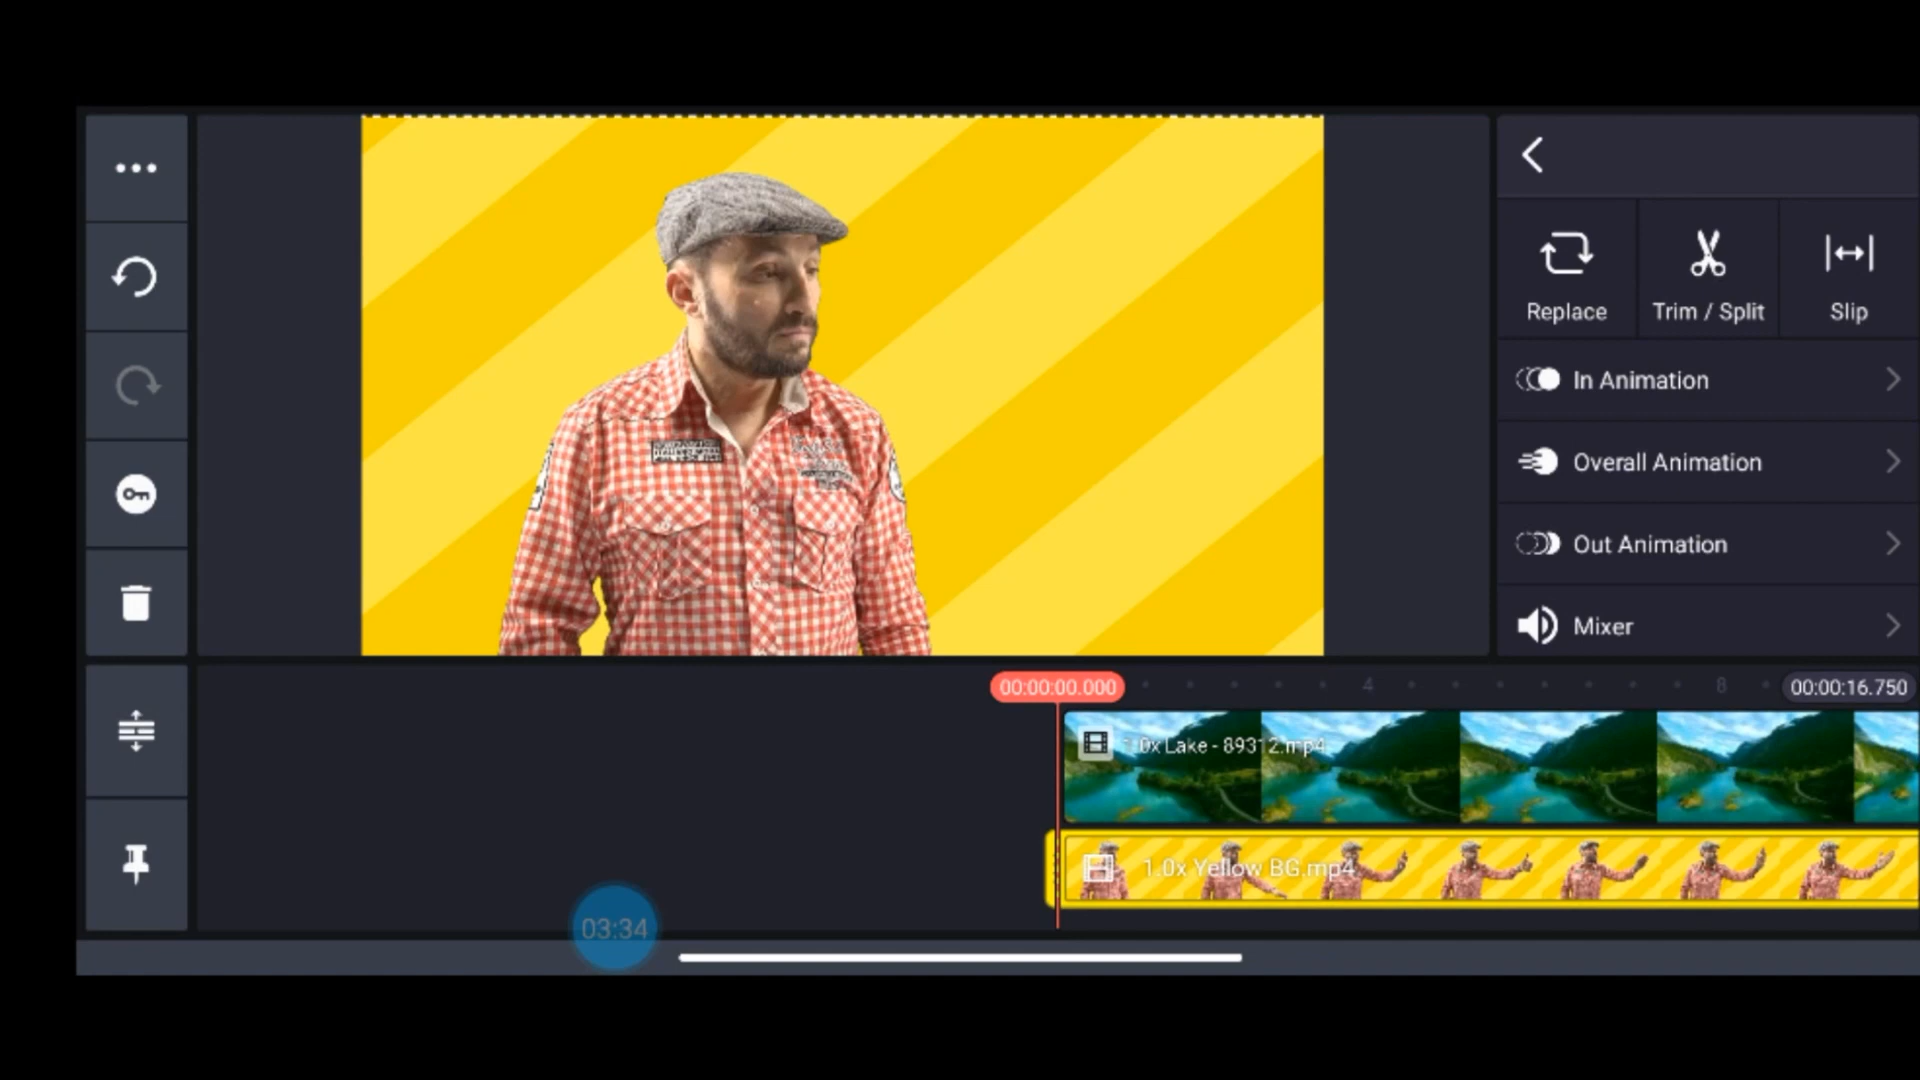 Replace
Trim / Split
Slip
In Animation
Overall Animation
Out Animation
Mixer
00:00:00.000
4
8
00:00:16.750
1.0x Lake - 89312.mp4
1.0x Yellow BG.mp4
03:34